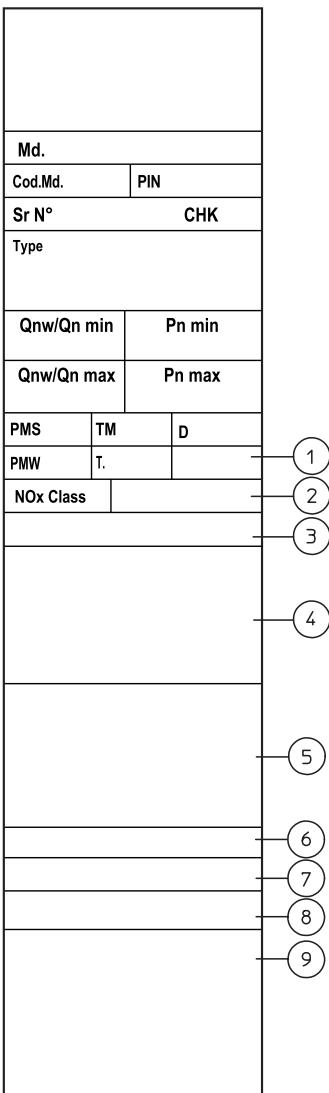 Md.
Cod.Md. PIN
Sr N° CHK
Type
Qnw/Qn min Pn min
Qnw/Qn max Pn max
PMS TM D
PMW T. 1
NOx Class 2
3
4
5
6
7
8
9